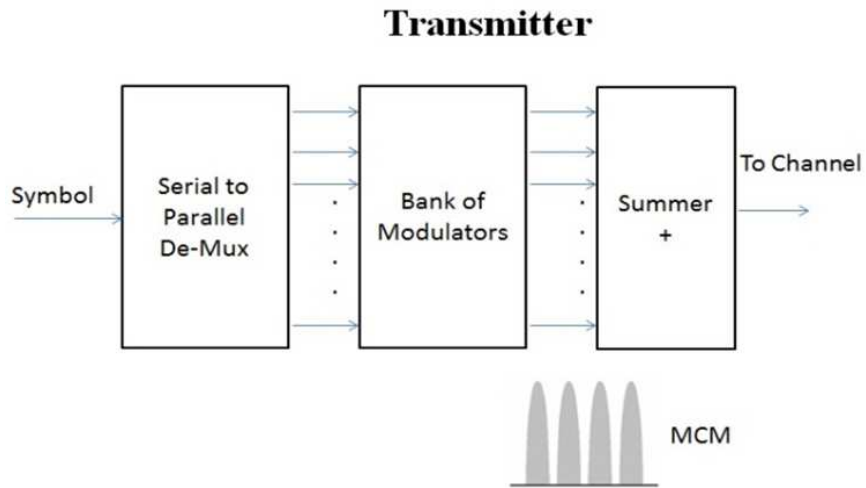 Transmitter
Symbol
Serial to
Parallel
De-Mux
Bank of
Modulators
Summer
+
To Channel
MCM